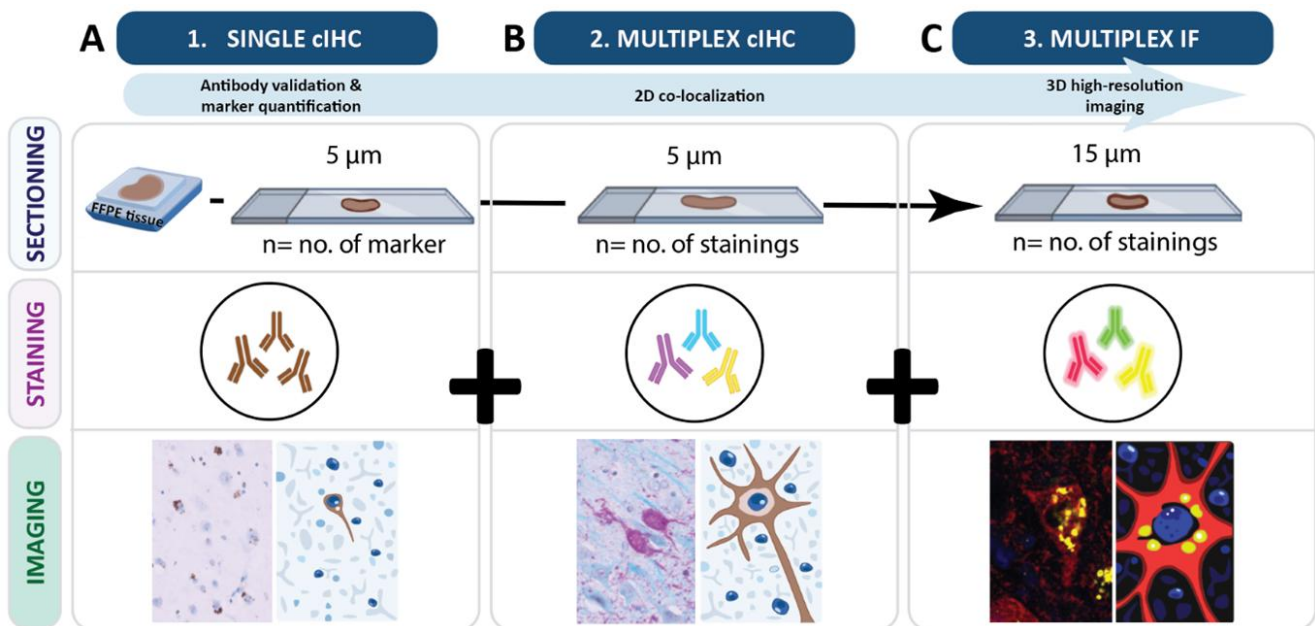 A
1. SINGLE cIHC
B
2. MULTIPLEX cIHC
C
3. MULTIPLEX IF
Antibody validation &
marker quantification
2D co-localization
3D high-resolution
imaging
SECTIONING
FFPE tissue
5 µm
n= no. of marker
5 µm
n= no. of stainings
15 µm
n= no. of stainings
STAINING
IMAGING